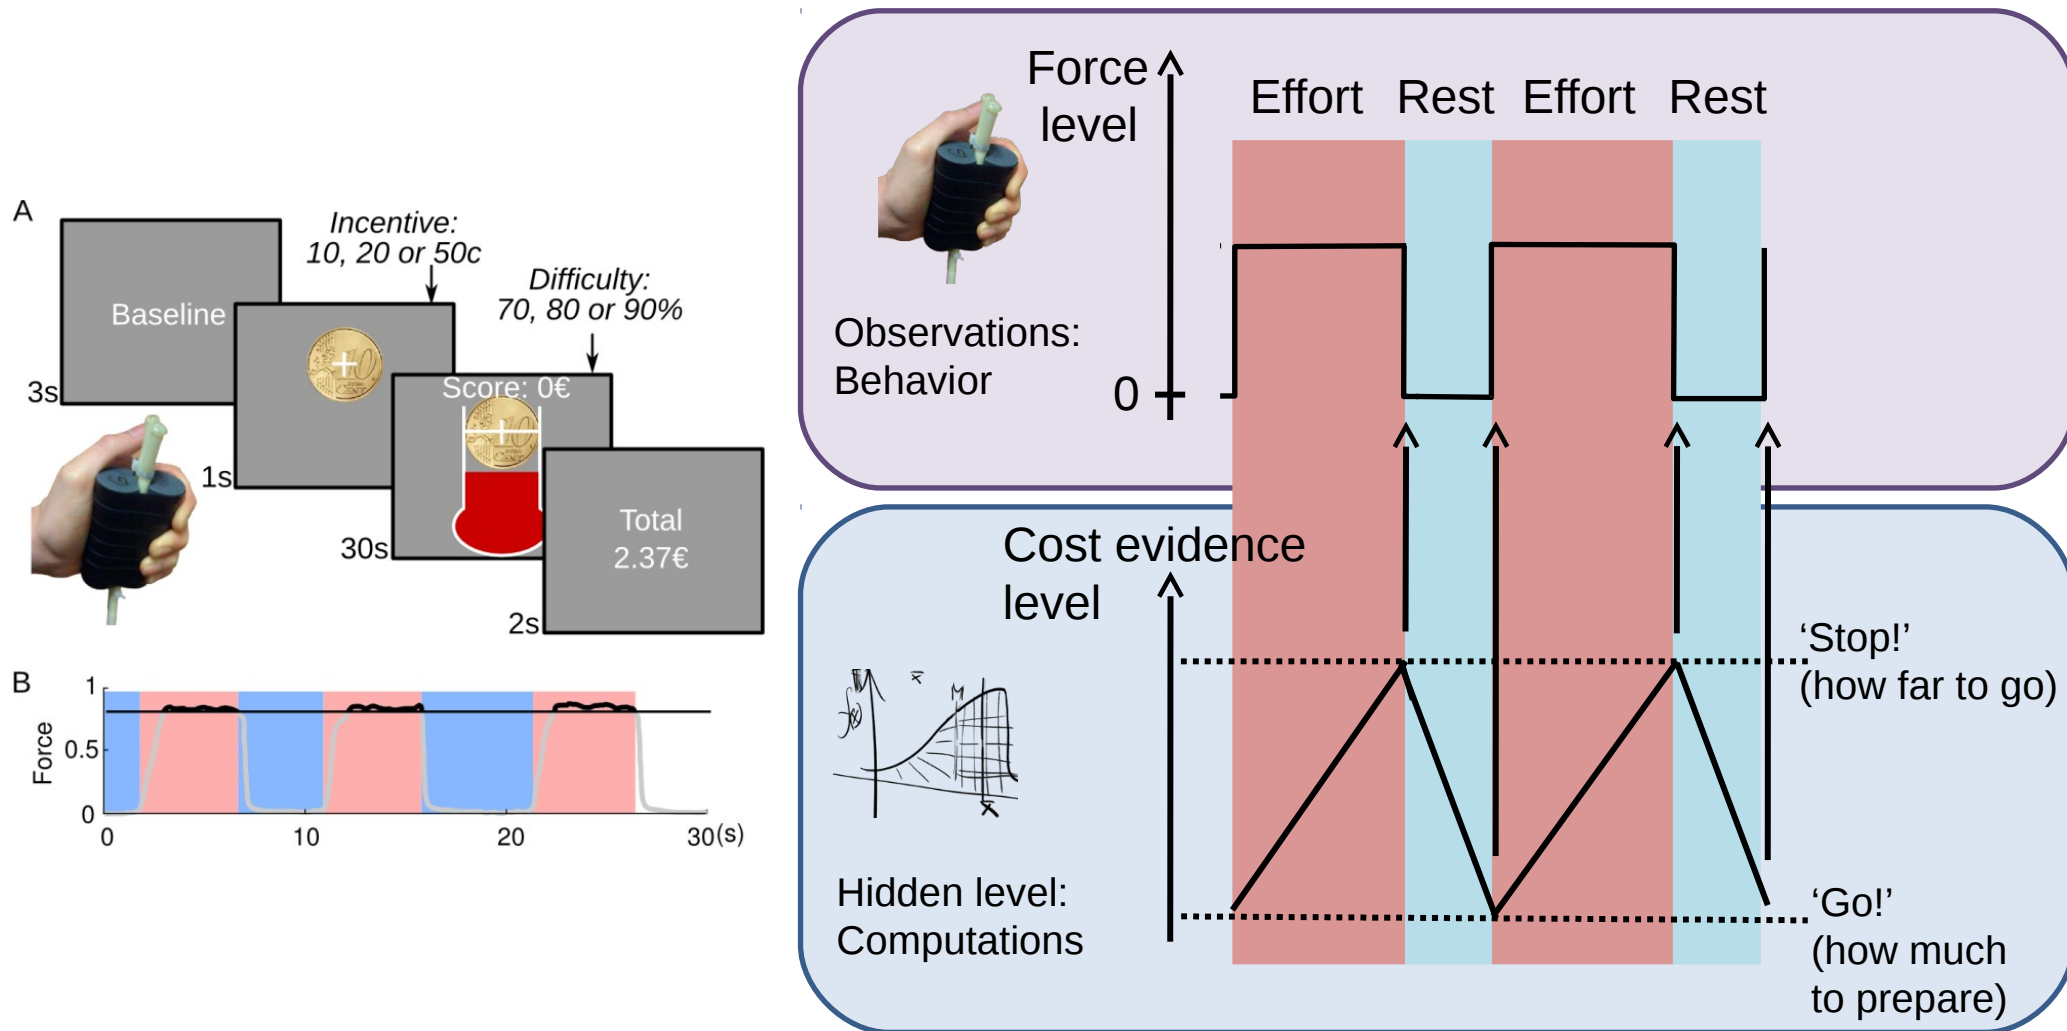 A
Incentive:
10, 20 or 50c
Difficulty:
70, 80 or 90%
Baseline
3s
10
1s
Score: 0€
10
30s
Total
2.37€
2s
B
Force
1
0.5
0
0
10
20
30(s)
Force
level
Effort Rest Effort Rest
Observations:
Behavior
0
Cost evidence
level
‘Stop!’
(how far to go)
Hidden level:
Computations
‘Go!’
(how much
to prepare)